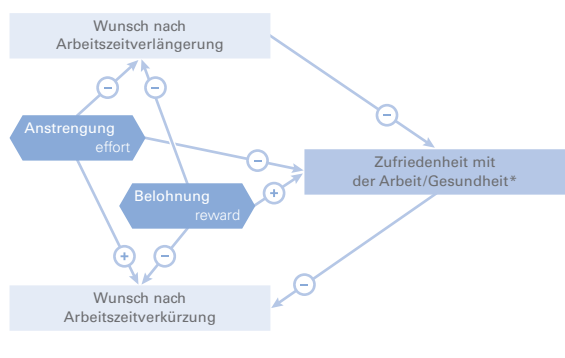 Wunsch nach
Arbeitszeitverlängerung
−
−
−
Anstrengung
effort
−
Zufriedenheit mit
der Arbeit/Gesundheit*
Belohnung
reward
+
+
−
−
Wunsch nach
Arbeitszeitverkürzung